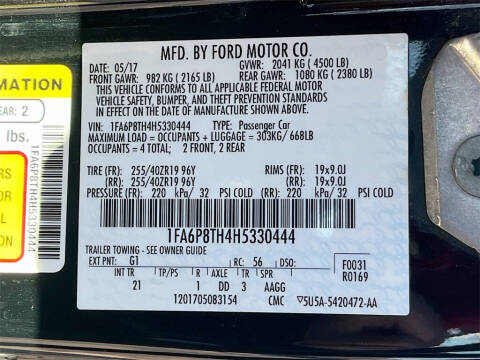 MFD. BY FORD MOTOR CO.
DATE: 05/17 GVWR: 2041 KG ( 4500 LB)
FRONT GAWR: 982 KG ( 2165 LB) REAR GAWR: 1080 KG ( 2380 LB)
THIS VEHICLE CONFORMS TO ALL APPLICABLE FEDERAL MOTOR
VEHICLE SAFETY, BUMPER, AND THEFT PREVENTION STANDARDS
IN EFFECT ON THE DATE OF MANUFACTURE SHOWN ABOVE.
VIN: 1FA6P8TH4H5330444 TYPE: Passenger Car
MAXIMUM LOAD = OCCUPANTS + LUGGAGE = 303KG/ 668LB
OCCUPANTS = 4 TOTAL; 2 FRONT, 2 REAR
TIRE (FR): 255/40ZR19 96Y RIMS (FR): 19x9.0J
(RR): 255/40ZR19 96Y (RR): 19x9.0J
PRESSURE (FR): 220 kPa/ 32 PSI COLD (RR): 220 kPa/ 32 PSI COLD
1FA6P8TH4H5330444
TRAILER TOWING - SEE OWNER GUIDE
EXT PNT: G1 RC: 56 DSO: F0031
INT TR TP/PS R AXLE TR SPR R0169
21 1 DD 3 AAGG
1201705083154 CMC 5U5A-5420472-AA
MATION
EAR: 2
lbs.
1FA6P8TH4H5330444